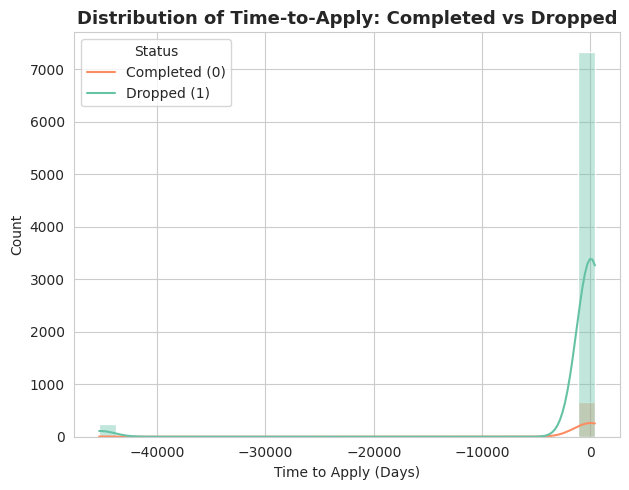 Distribution of Time-to-Apply: Completed vs Dropped
Status
Completed (0)
Dropped (1)
7000
6000
5000
4000
3000
2000
1000
0
Count
−40000 −30000 −20000 −10000 0
Time to Apply (Days)